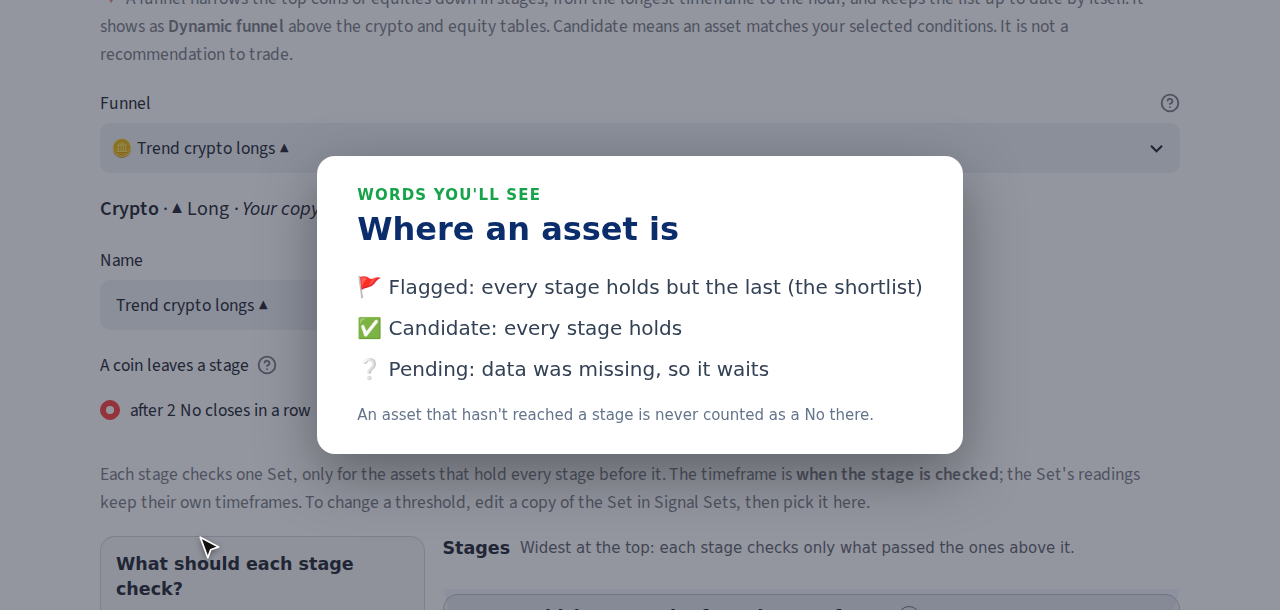 A funnel narrows the top coins or equities down in stages, from the longest timeframe to the hour, and keeps the list up to date by itself. It
shows as Dynamic funnel above the crypto and equity tables. Candidate means an asset matches your selected conditions. It is not a
recommendation to trade.
Funnel
🪙 Trend crypto longs ▲
Crypto · ▲ Long · Your copy
Name
Trend crypto longs ▲
A coin leaves a stage
after 2 No closes in a row
WORDS YOU'LL SEE
Where an asset is
🚩 Flagged: every stage holds but the last (the shortlist)
✅ Candidate: every stage holds
❔ Pending: data was missing, so it waits
An asset that hasn't reached a stage is never counted as a No there.
Each stage checks one Set, only for the assets that hold every stage before it. The timeframe is when the stage is checked; the Set's readings
keep their own timeframes. To change a threshold, edit a copy of the Set in Signal Sets, then pick it here.
What should each stage
check?
Stages Widest at the top: each stage checks only what passed the ones above it.